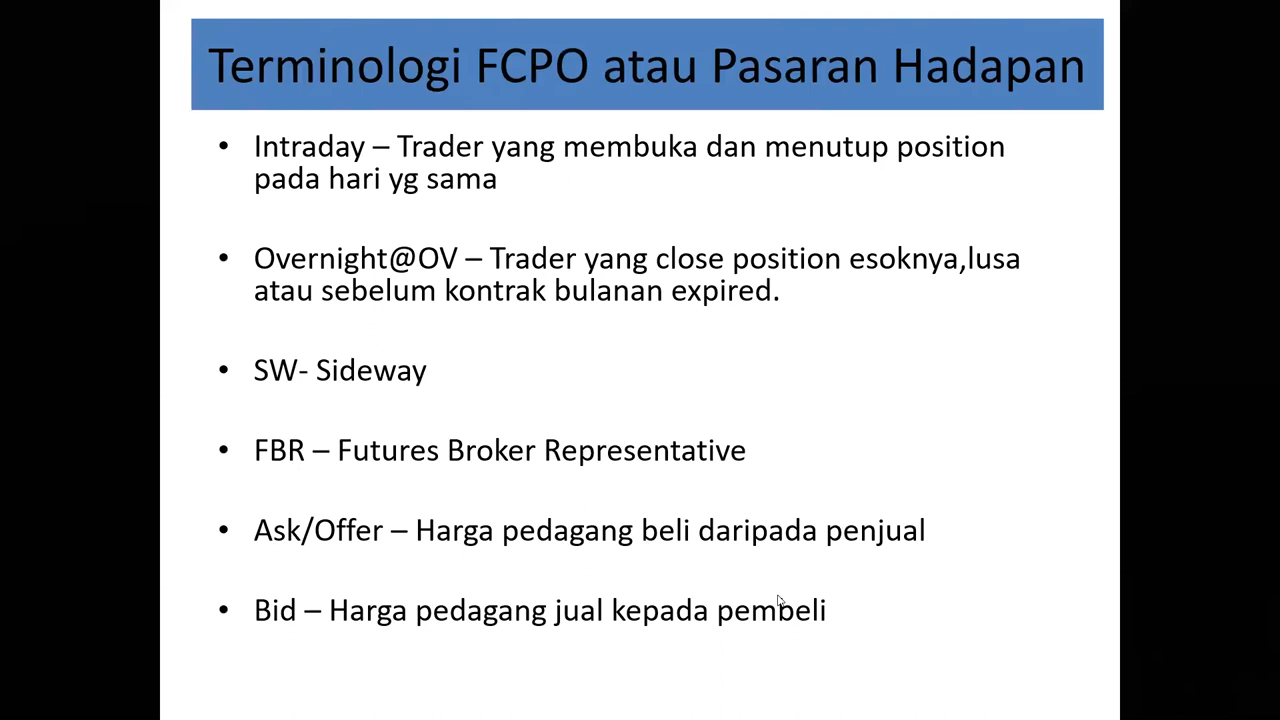 Terminologi FCPO atau Pasaran Hadapan
• Intraday – Trader yang membuka dan menutup position
pada hari yg sama
• Overnight@OV – Trader yang close position esoknya,lusa
atau sebelum kontrak bulanan expired.
• SW- Sideway
• FBR – Futures Broker Representative
• Ask/Offer – Harga pedagang beli daripada penjual
• Bid – Harga pedagang jual kepada pembeli